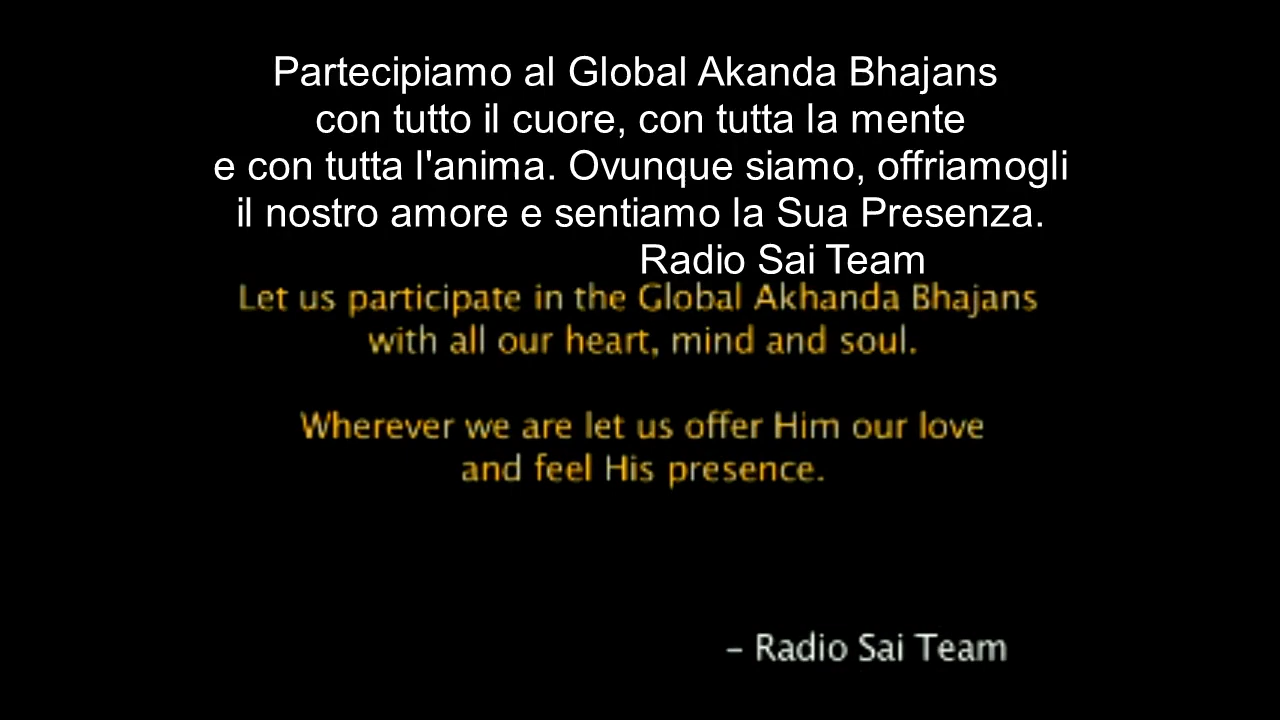 Partecipiamo al Global Akanda Bhajans
con tutto il cuore, con tutta la mente
e con tutta l'anima. Ovunque siamo, offriamogli
il nostro amore e sentiamo la Sua Presenza.
Radio Sai Team
Let us participate in the Global Akhanda Bhajans
with all our heart, mind and soul.
Wherever we are let us offer Him our love
and feel His presence.
– Radio Sai Team